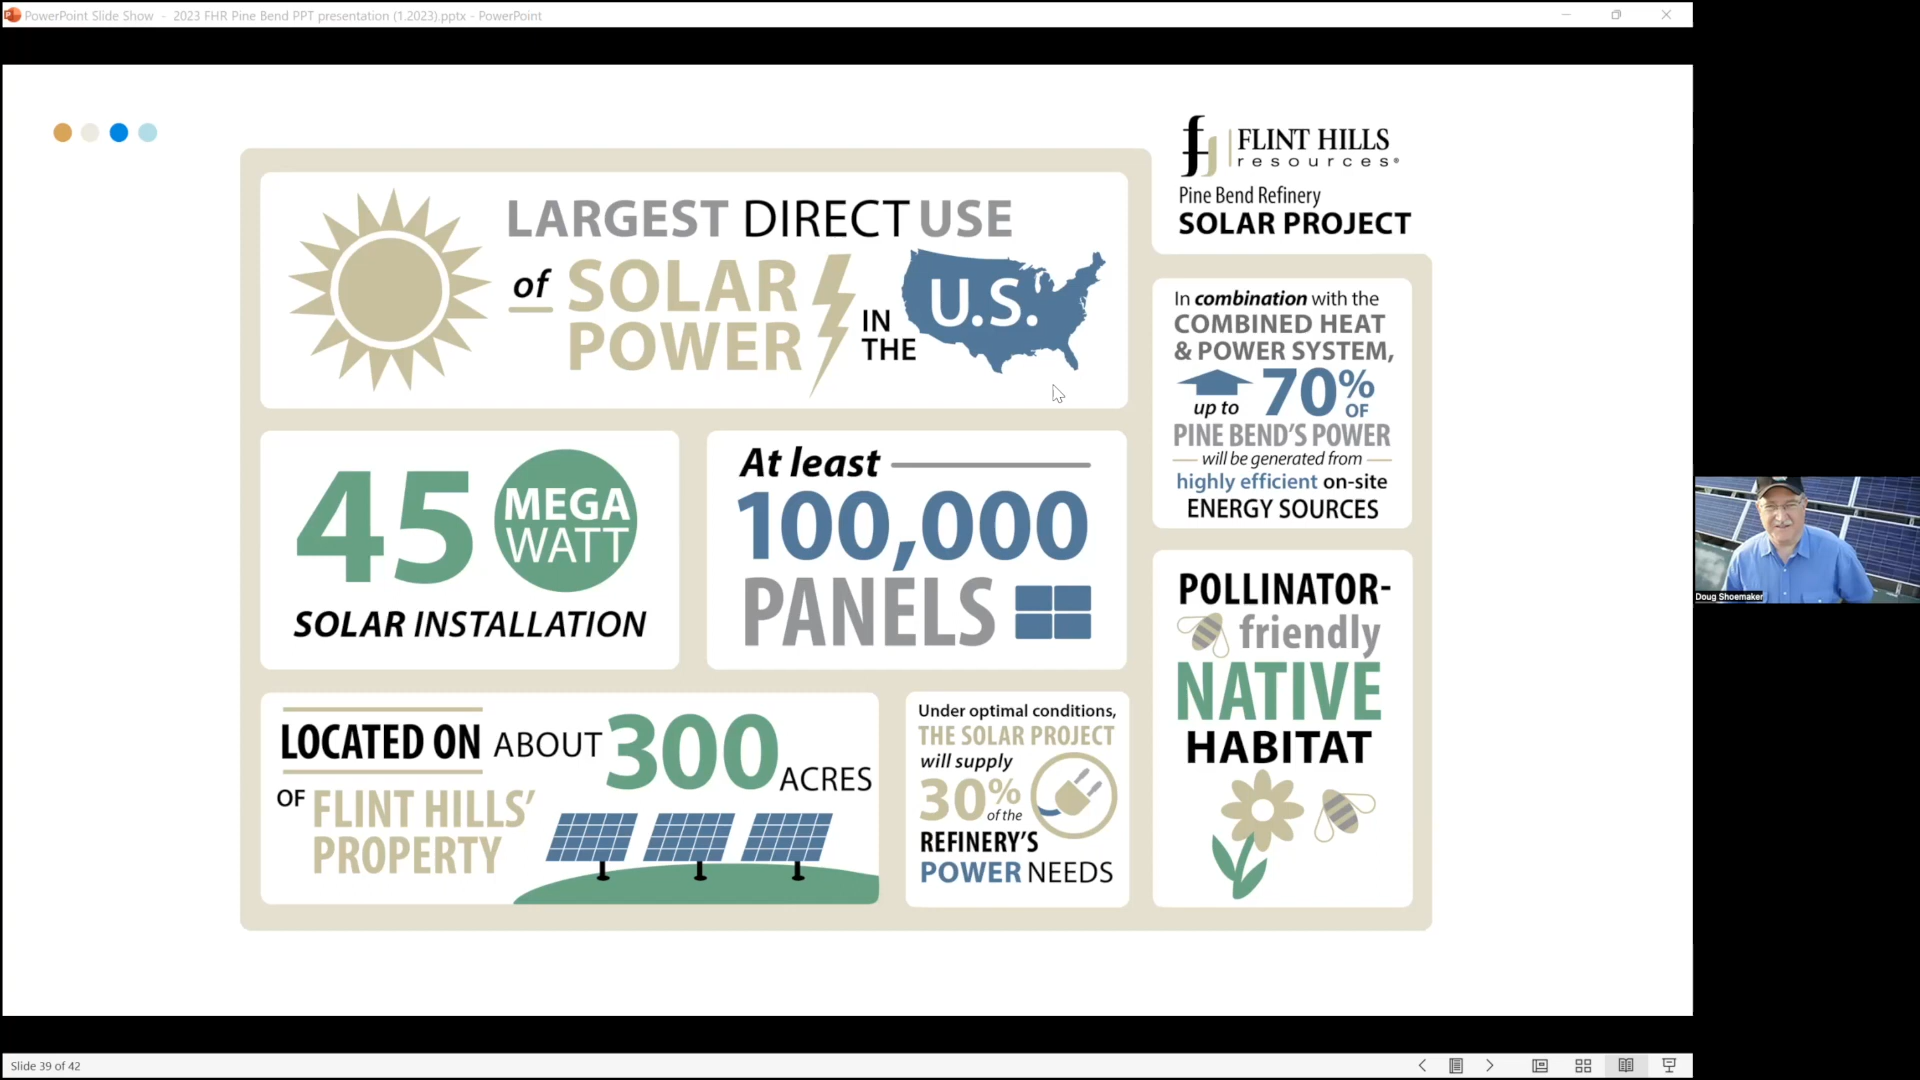 PowerPoint Slide Show - 2023 FHR Pine Bend PPT presentation (1.2023).pptx - PowerPoint
FLINT HILLS
resources®
Pine Bend Refinery
SOLAR PROJECT
LARGEST DIRECT USE
of SOLAR
POWER
IN
THE
U.S.
45 MEGA
WATT
SOLAR INSTALLATION
At least
100,000
PANELS
LOCATED ON ABOUT 300 ACRES
OF FLINT HILLS'
PROPERTY
Under optimal conditions,
THE SOLAR PROJECT
will supply
30%
of the
REFINERY'S
POWER NEEDS
In combination with the
COMBINED HEAT
& POWER SYSTEM,
up to 70% OF
PINE BEND'S POWER
will be generated from
highly efficient on-site
ENERGY SOURCES
POLLINATOR-
friendly
NATIVE
HABITAT
Doug Shoemaker
Slide 39 of 42